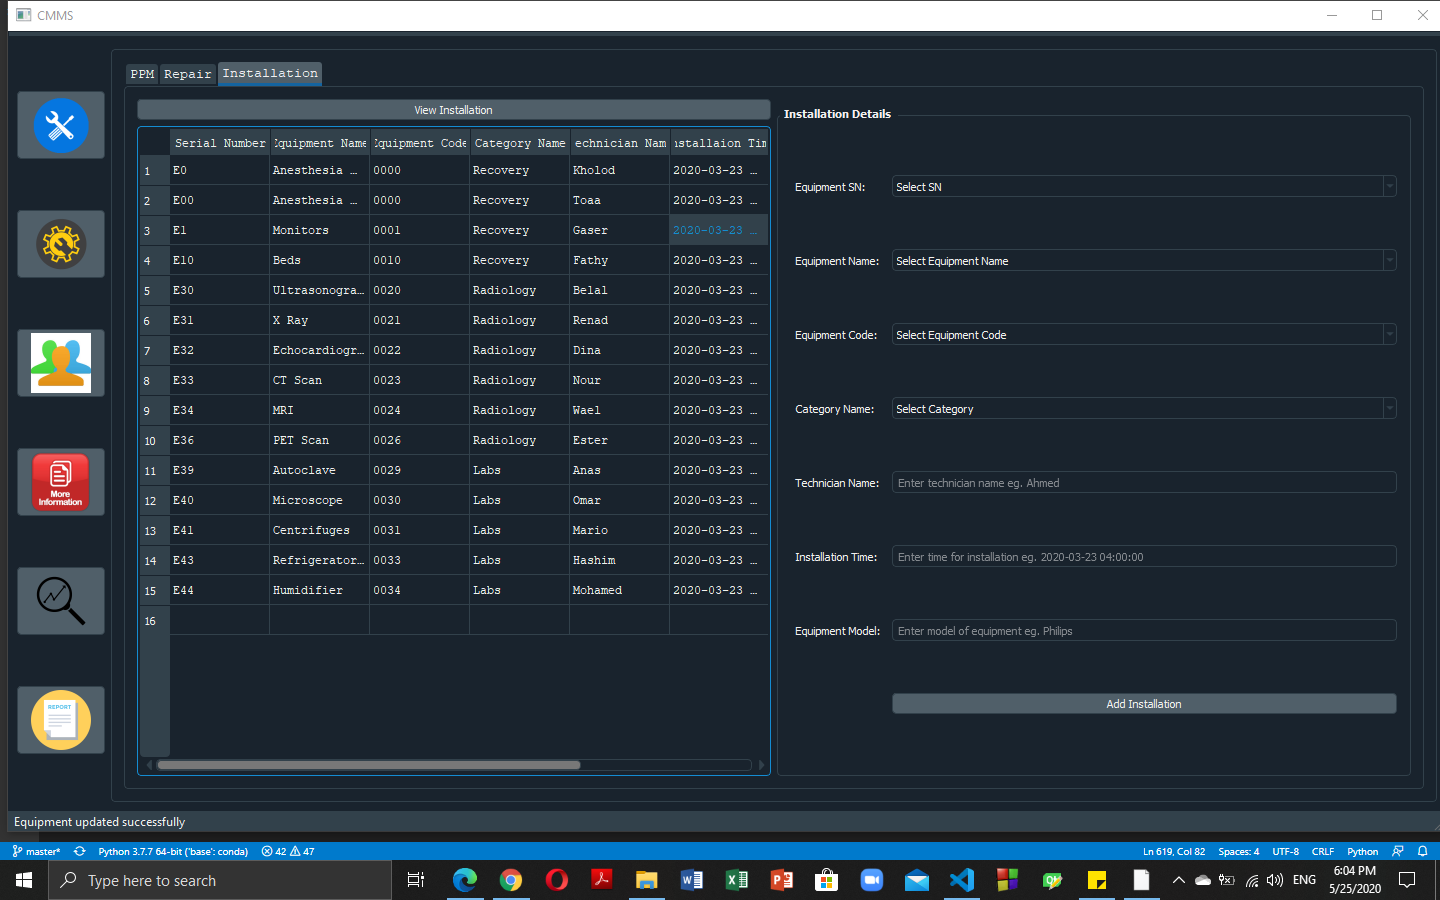 CMMS
PPM Repair Installation
View Installation
Serial Number Equipment Name Equipment Code Category Name echnician Nam nstallaion Tim
1 E0 Anesthesia … 0000 Recovery Kholod 2020-03-23 …
2 E00 Anesthesia … 0000 Recovery Toaa 2020-03-23 …
3 E1 Monitors 0001 Recovery Gaser 2020-03-23 …
4 E10 Beds 0010 Recovery Fathy 2020-03-23 …
5 E30 Ultrasonogra… 0020 Radiology Belal 2020-03-23 …
6 E31 X Ray 0021 Radiology Renad 2020-03-23 …
7 E32 Echocardiogr… 0022 Radiology Dina 2020-03-23 …
8 E33 CT Scan 0023 Radiology Nour 2020-03-23 …
9 E34 MRI 0024 Radiology Wael 2020-03-23 …
10 E36 PET Scan 0026 Radiology Ester 2020-03-23 …
11 E39 Autoclave 0029 Labs Anas 2020-03-23 …
12 E40 Microscope 0030 Labs Omar 2020-03-23 …
13 E41 Centrifuges 0031 Labs Mario 2020-03-23 …
14 E43 Refrigerator… 0033 Labs Hashim 2020-03-23 …
15 E44 Humidifier 0034 Labs Mohamed 2020-03-23 …
16
Installation Details
Equipment SN: Select SN
Equipment Name: Select Equipment Name
Equipment Code: Select Equipment Code
Category Name: Select Category
Technician Name: Enter technician name eg. Ahmed
Installation Time: Enter time for installation eg. 2020-03-23 04:00:00
Equipment Model: Enter model of equipment eg. Philips
Add Installation
More
Information
REPORT
Equipment updated successfully
master* Python 3.7.7 64-bit ('base': conda) 42 47 Ln 619, Col 82 Spaces: 4 UTF-8 CRLF Python
Type here to search
ENG
6:04 PM
5/25/2020